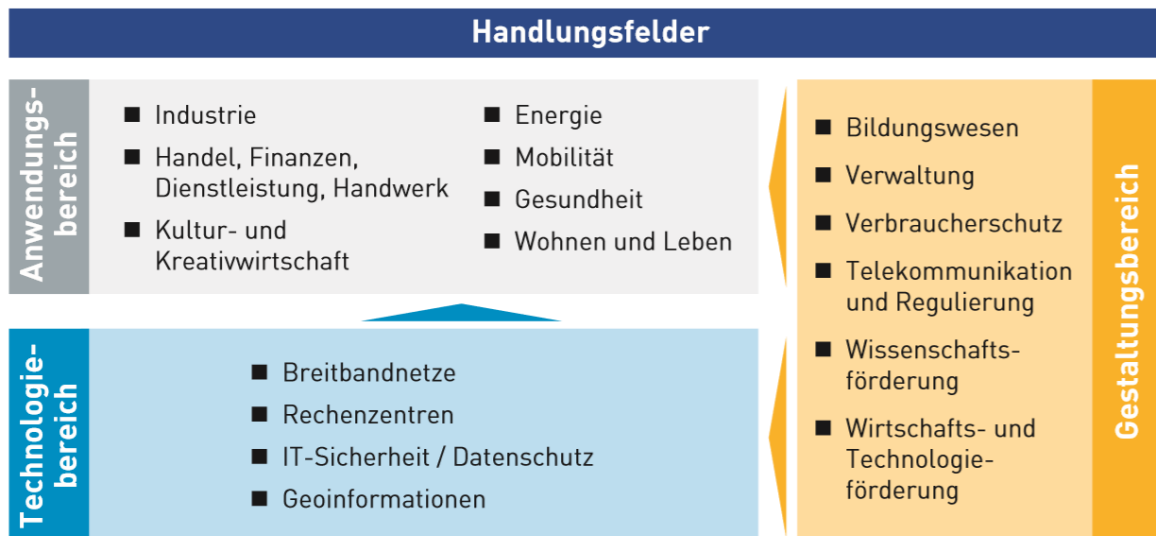 Handlungsfelder
Anwendungs-
bereich
■ Industrie
■ Handel, Finanzen,
Dienstleistung, Handwerk
■ Kultur- und
Kreativwirtschaft
■ Energie
■ Mobilität
■ Gesundheit
■ Wohnen und Leben
Technologie-
bereich
■ Breitbandnetze
■ Rechenzentren
■ IT-Sicherheit / Datenschutz
■ Geoinformationen
■ Bildungswesen
■ Verwaltung
■ Verbraucherschutz
■ Telekommunikation
und Regulierung
■ Wissenschafts-
förderung
■ Wirtschafts- und
Technologie-
förderung
Gestaltungsbereich